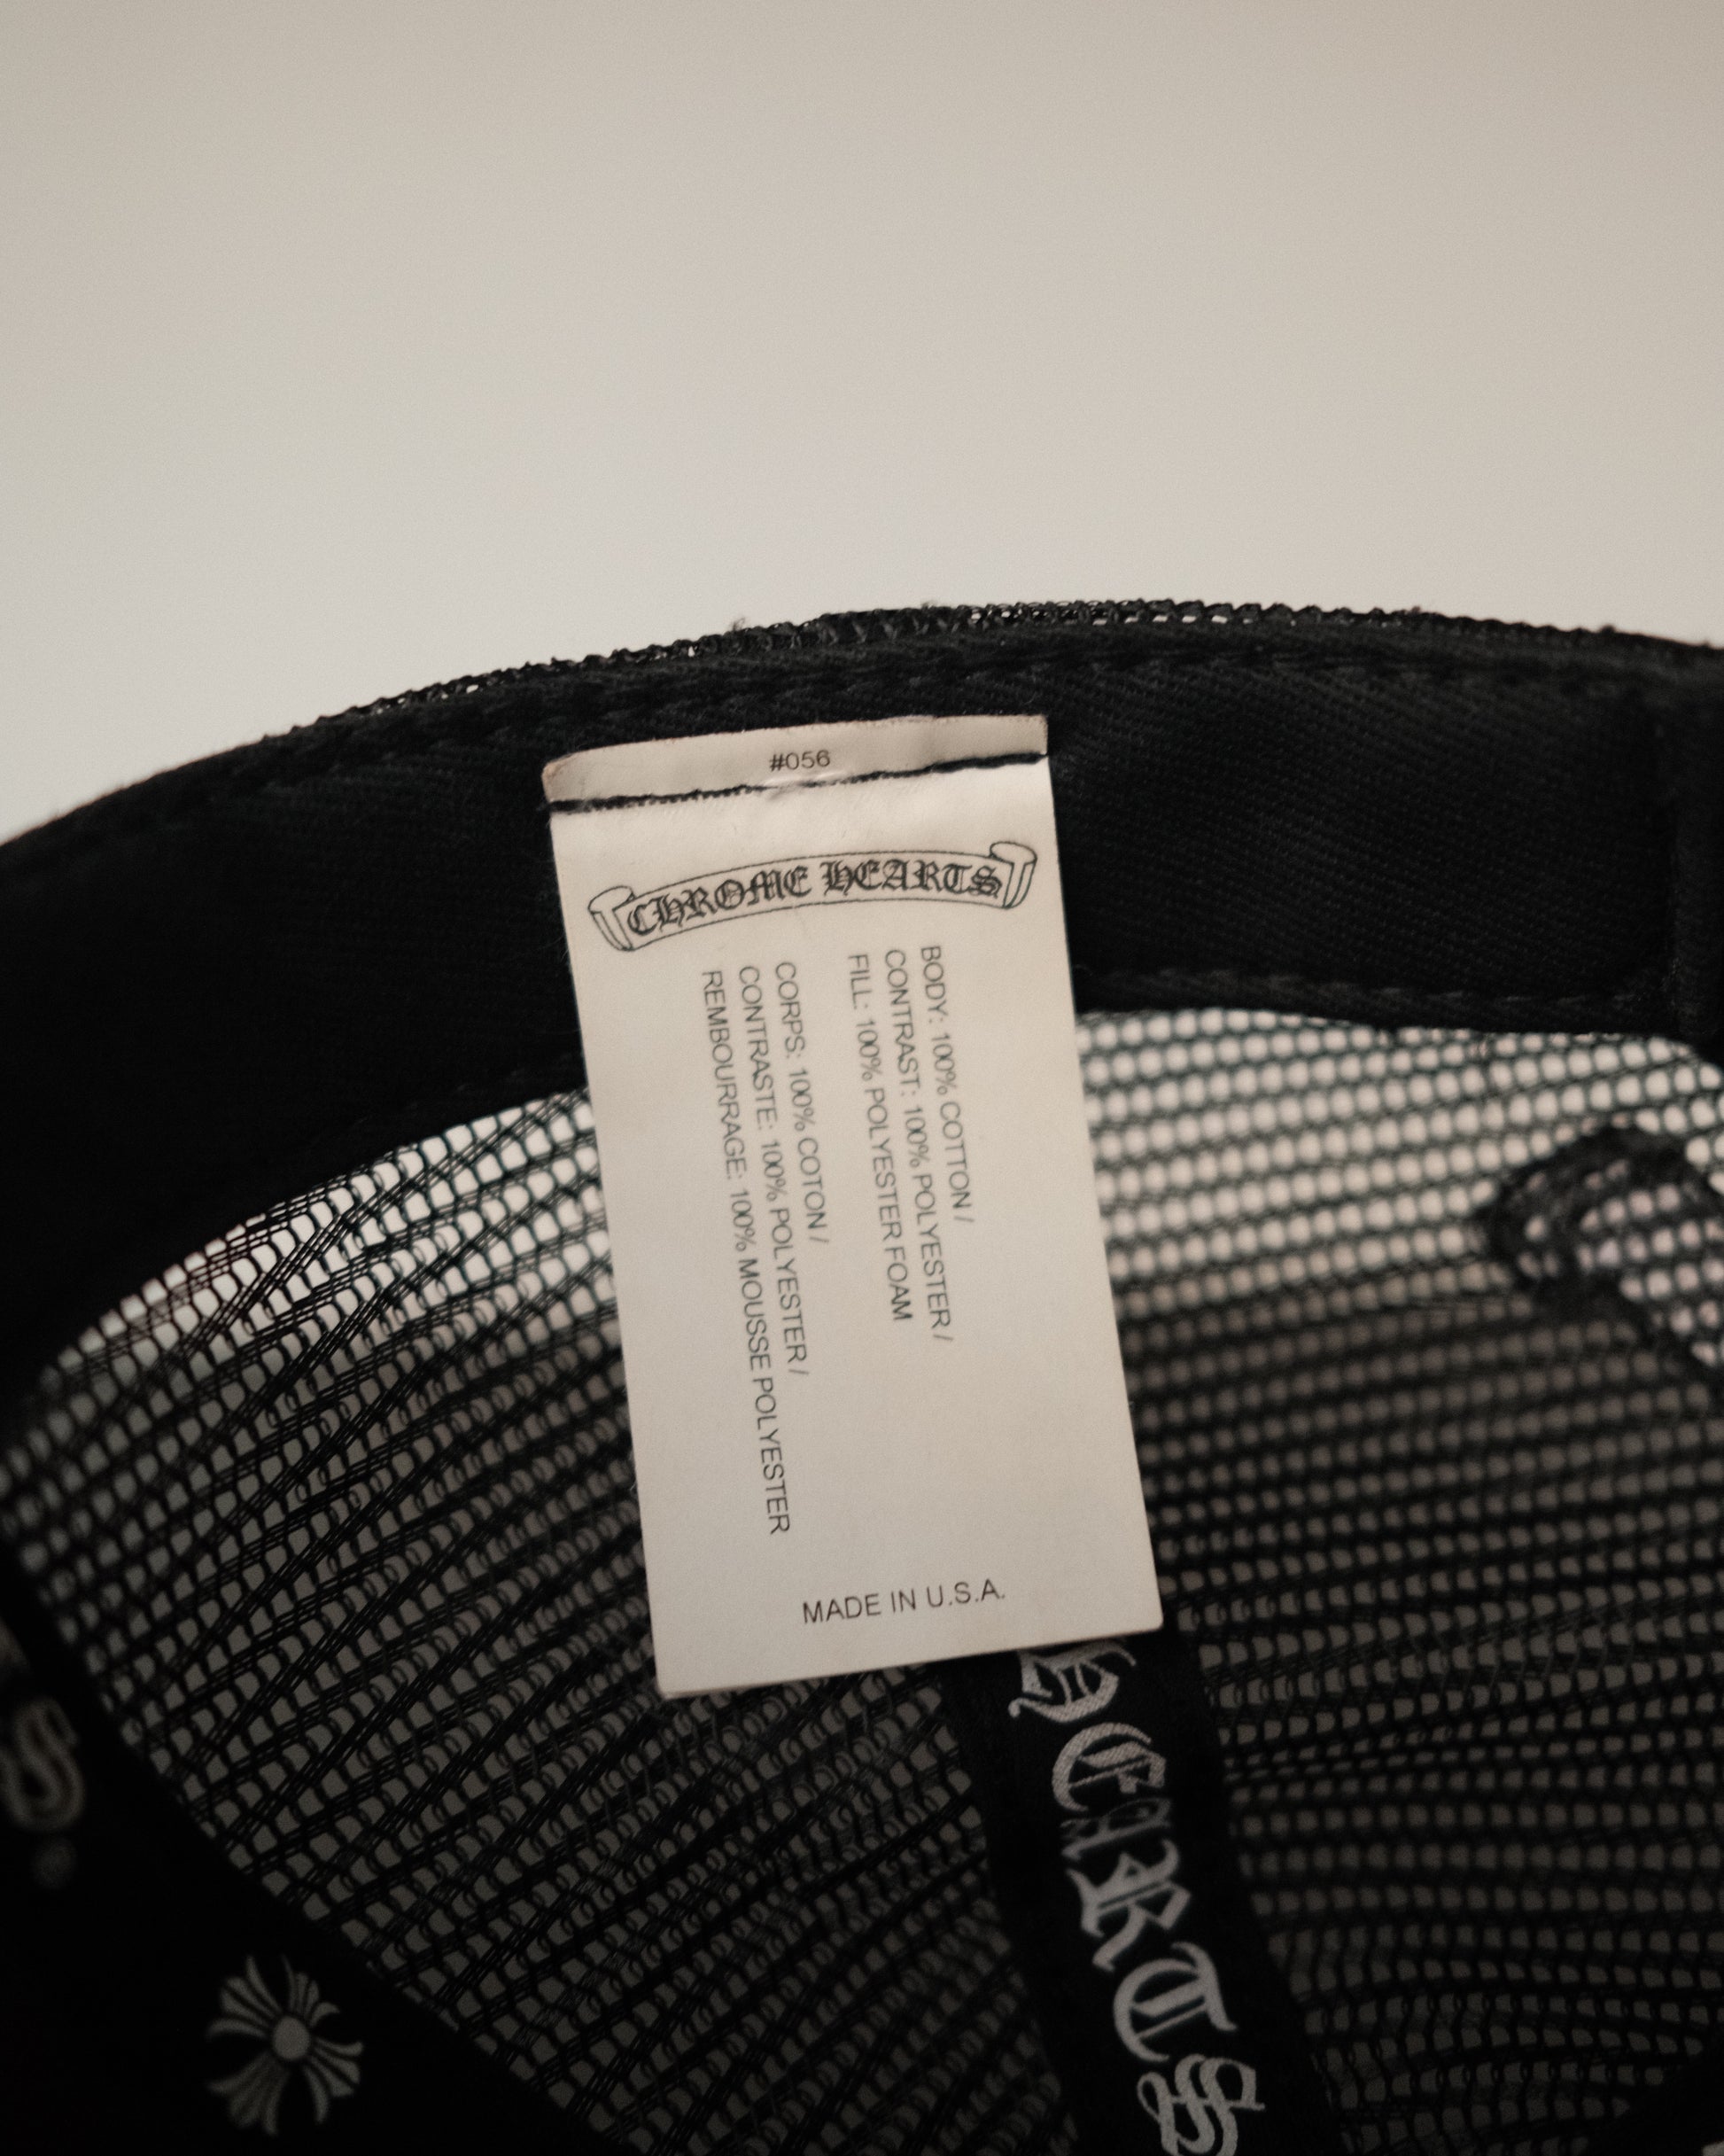 #056
CHROME HEARTS
BODY: 100% COTTON /
CONTRAST: 100% POLYESTER /
FILL: 100% POLYESTER FOAM
CORPS: 100% COTON /
CONTRASTE: 100% POLYESTER /
REMBOURRAGE: 100% MOUSSE POLYESTER
MADE IN U.S.A.
HEARTS